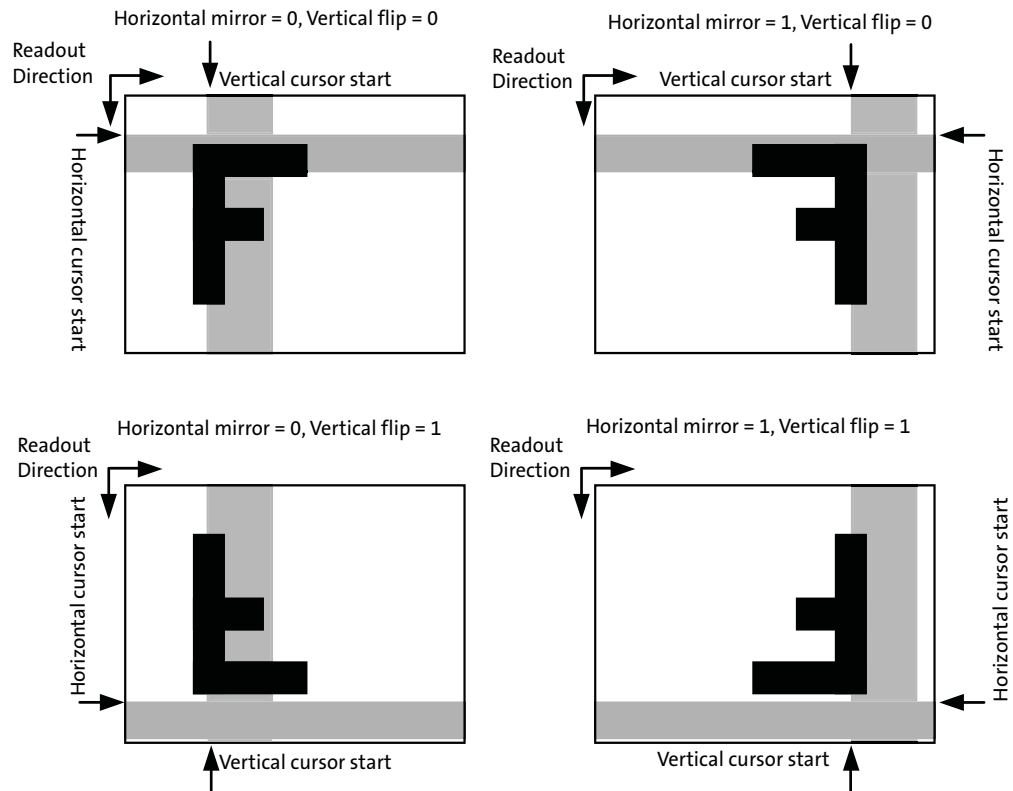 Horizontal mirror = 0, Vertical flip = 0
Readout
Direction
Vertical cursor start
Horizontal cursor start
Horizontal mirror = 1, Vertical flip = 0
Readout
Direction
Vertical cursor start
Horizontal cursor start
Horizontal mirror = 0, Vertical flip = 1
Readout
Direction
Horizontal cursor start
Vertical cursor start
Horizontal mirror = 1, Vertical flip = 1
Readout
Direction
Horizontal cursor start
Vertical cursor start